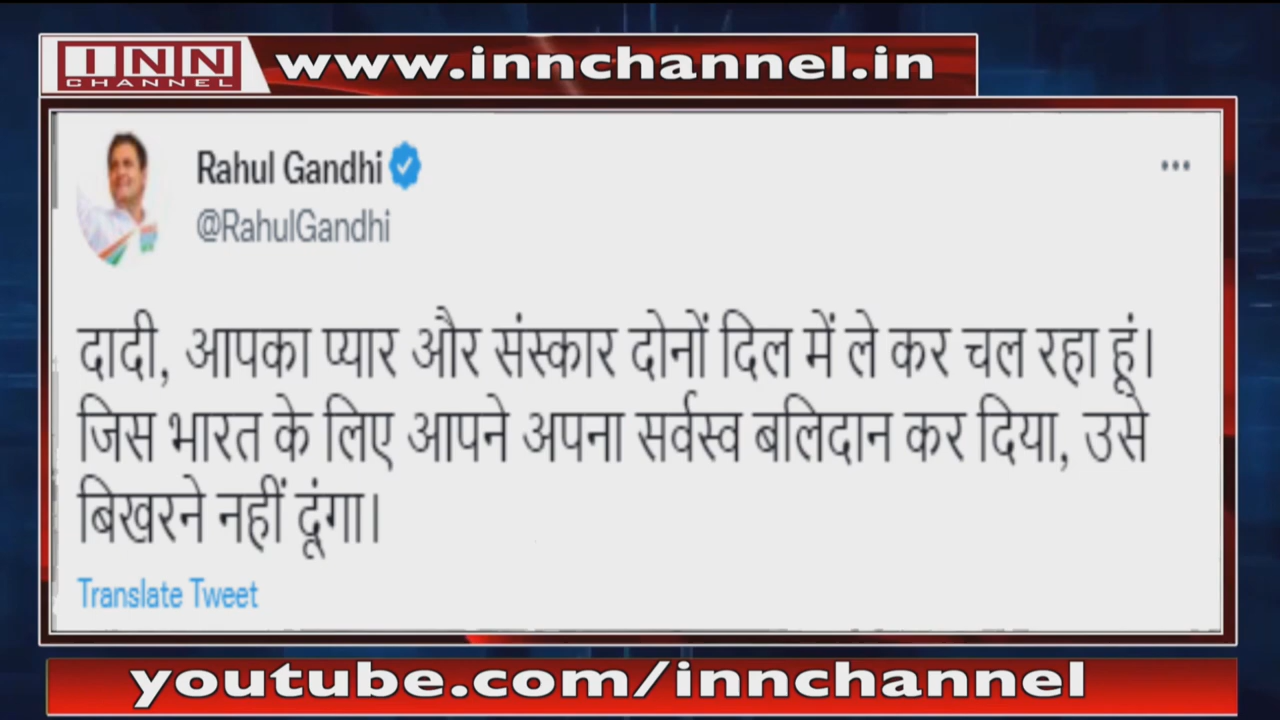 INN
CHANNEL
www.innchannel.in
Rahul Gandhi
@RahulGandhi
दादी, आपका प्यार और संस्कार दोनों दिल में ले कर चल रहा हूं।
जिस भारत के लिए आपने अपना सर्वस्व बलिदान कर दिया, उसे
बिखरने नहीं दूंगा।
Translate Tweet
youtube.com/innchannel